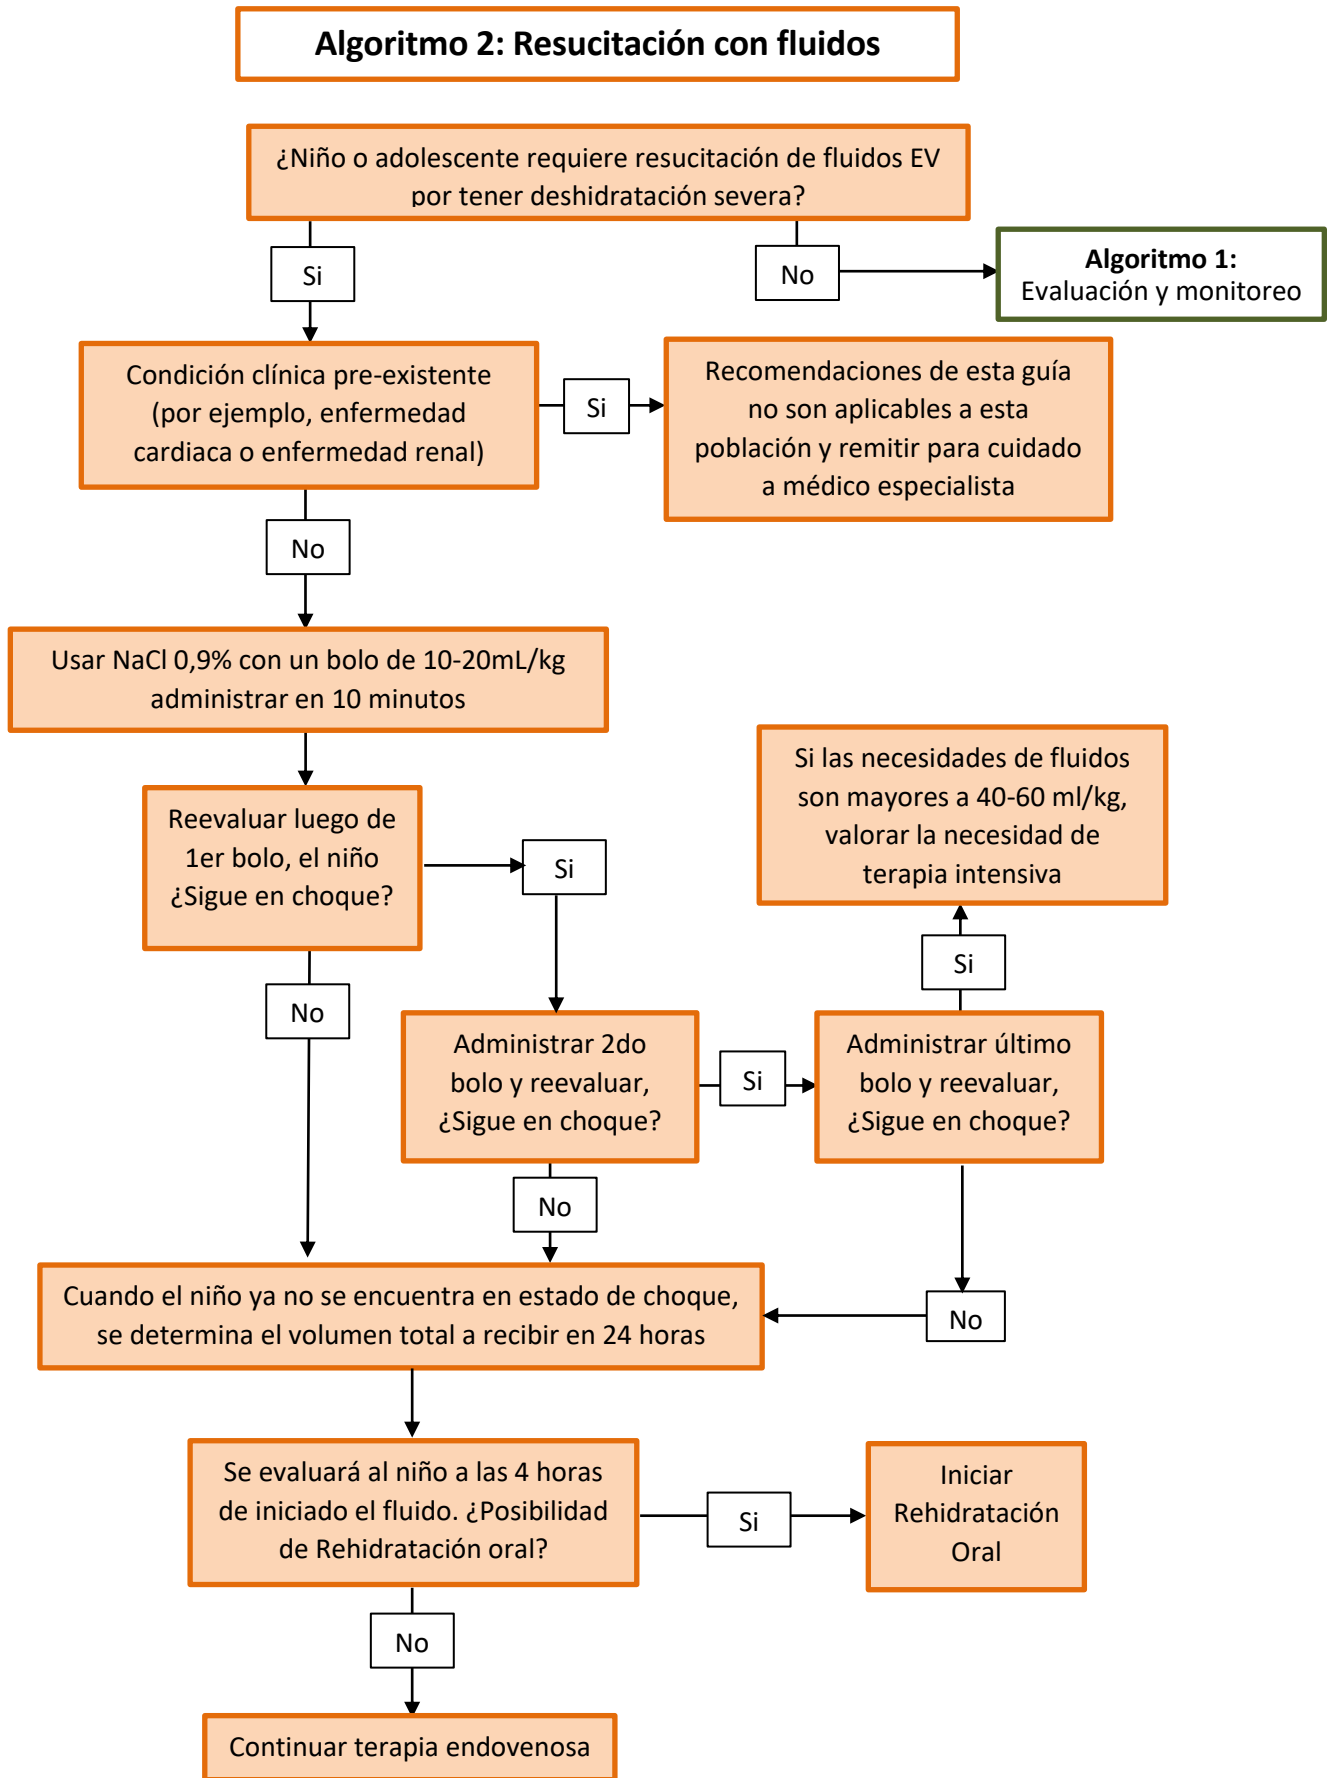 Algoritmo 2: Resucitación con fluidos
¿Niño o adolescente requiere resucitación de fluidos EV
por tener deshidratación severa?
Si
No
Algoritmo 1:
Evaluación y monitoreo
Condición clínica pre-existente
(por ejemplo, enfermedad
cardiaca o enfermedad renal)
Si
Recomendaciones de esta guía
no son aplicables a esta
población y remitir para cuidado
a médico especialista
No
Usar NaCl 0,9% con un bolo de 10-20mL/kg
administrar en 10 minutos
Reevaluar luego de
1er bolo, el niño
¿Sigue en choque?
Si
Si las necesidades de fluidos
son mayores a 40-60 ml/kg,
valorar la necesidad de
terapia intensiva
Si
No
Administrar 2do
bolo y reevaluar,
¿Sigue en choque?
Si
Administrar último
bolo y reevaluar,
¿Sigue en choque?
No
No
Cuando el niño ya no se encuentra en estado de choque,
se determina el volumen total a recibir en 24 horas
Se evaluará al niño a las 4 horas
de iniciado el fluido. ¿Posibilidad
de Rehidratación oral?
Si
Iniciar
Rehidratación
Oral
No
Continuar terapia endovenosa